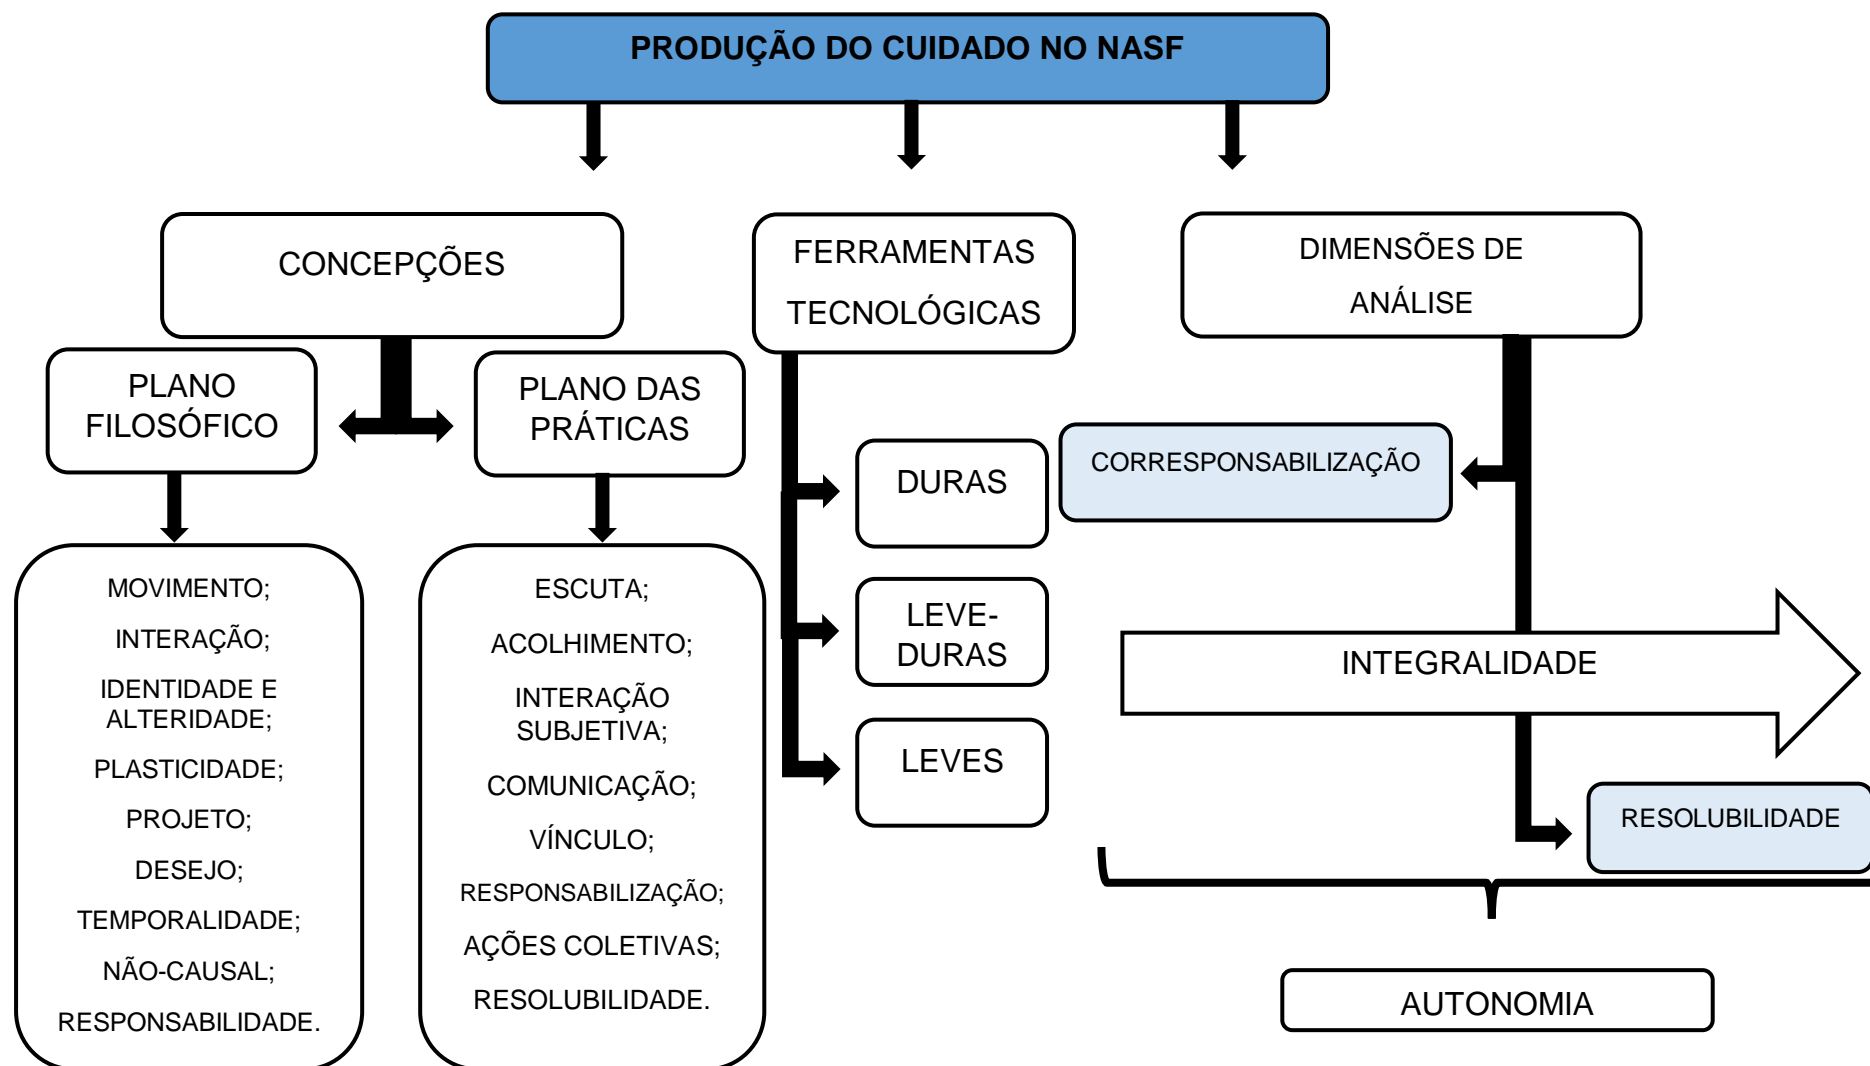 PRODUÇÃO DO CUIDADO NO NASF
CONCEPÇÕES
FERRAMENTAS
TECNOLÓGICAS
DIMENSÕES DE
ANÁLISE
PLANO
FILOSÓFICO
PLANO DAS
PRÁTICAS
MOVIMENTO;
INTERAÇÃO;
IDENTIDADE E
ALTERIDADE;
PLASTICIDADE;
PROJETO;
DESEJO;
TEMPORALIDADE;
NÃO-CAUSAL;
RESPONSABILIDADE.
ESCUTA;
ACOLHIMENTO;
INTERAÇÃO
SUBJETIVA;
COMUNICAÇÃO;
VÍNCULO;
RESPONSABILIZAÇÃO;
AÇÕES COLETIVAS;
RESOLUBILIDADE.
DURAS
LEVE-
DURAS
LEVES
CORRESPONSABILIZAÇÃO
INTEGRALIDADE
RESOLUBILIDADE
AUTONOMIA